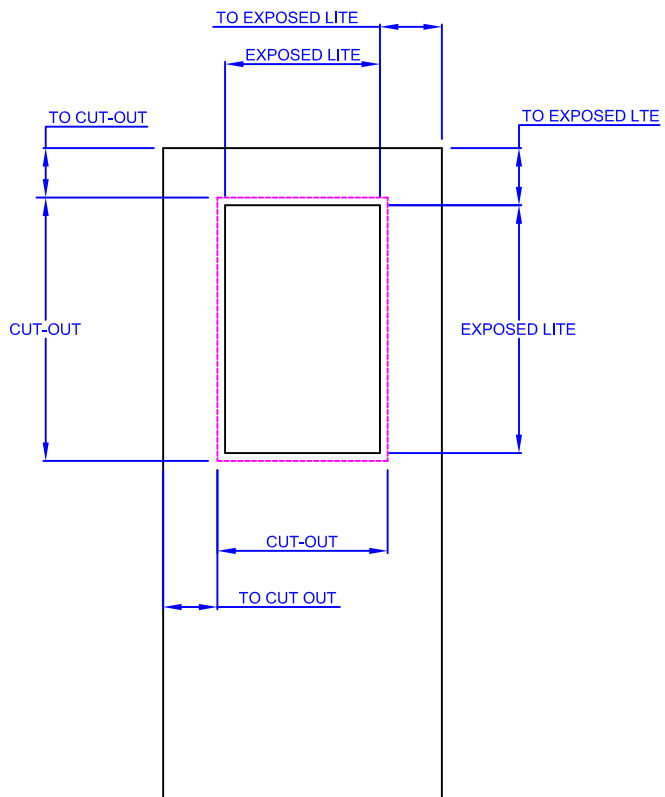 TO EXPOSED LITE
EXPOSED LITE
TO CUT-OUT
TO EXPOSED LTE
CUT-OUT
EXPOSED LITE
CUT-OUT
TO CUT OUT